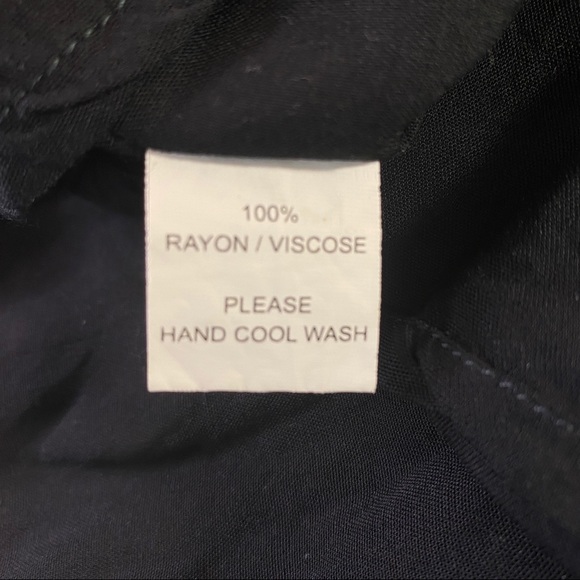 100%
RAYON / VISCOSE
PLEASE
HAND COOL WASH